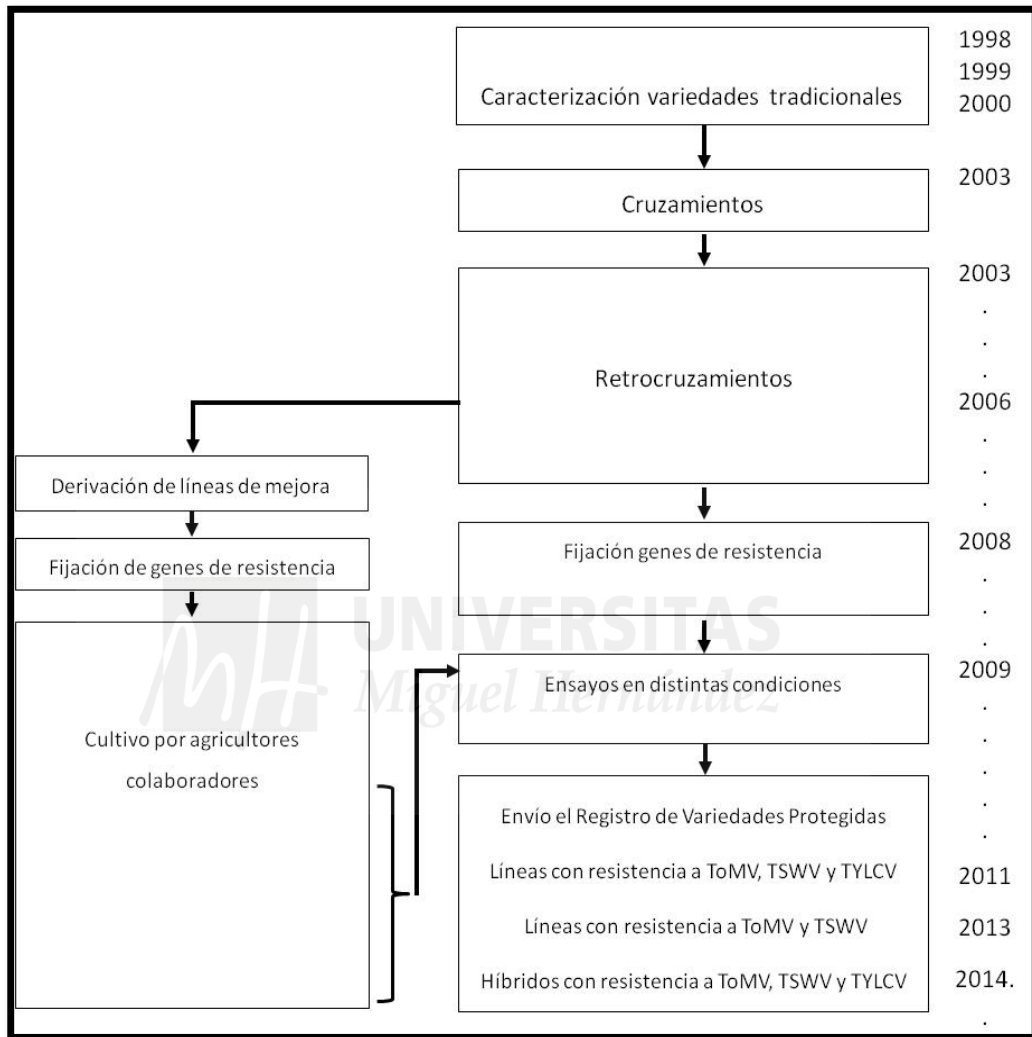 1998
1999
Caracterización variedades tradicionales
2000
2003
Cruzamientos
2003
.
.
.
Retrocruzamientos
2006
.
.
.
Derivación de líneas de mejora
Fijación genes de resistencia
2008
Fijación de genes de resistencia
.
.
.
UNIVERSITAS
Miguel Hernández
Ensayos en distintas condiciones
2009
.
.
.
.
.
Cultivo por agricultores
colaboradores
Envío el Registro de Variedades Protegidas
Líneas con resistencia a ToMV, TSWV y TYLCV
2011
Líneas con resistencia a ToMV y TSWV
2013
Híbridos con resistencia a ToMV, TSWV y TYLCV
2014.
.